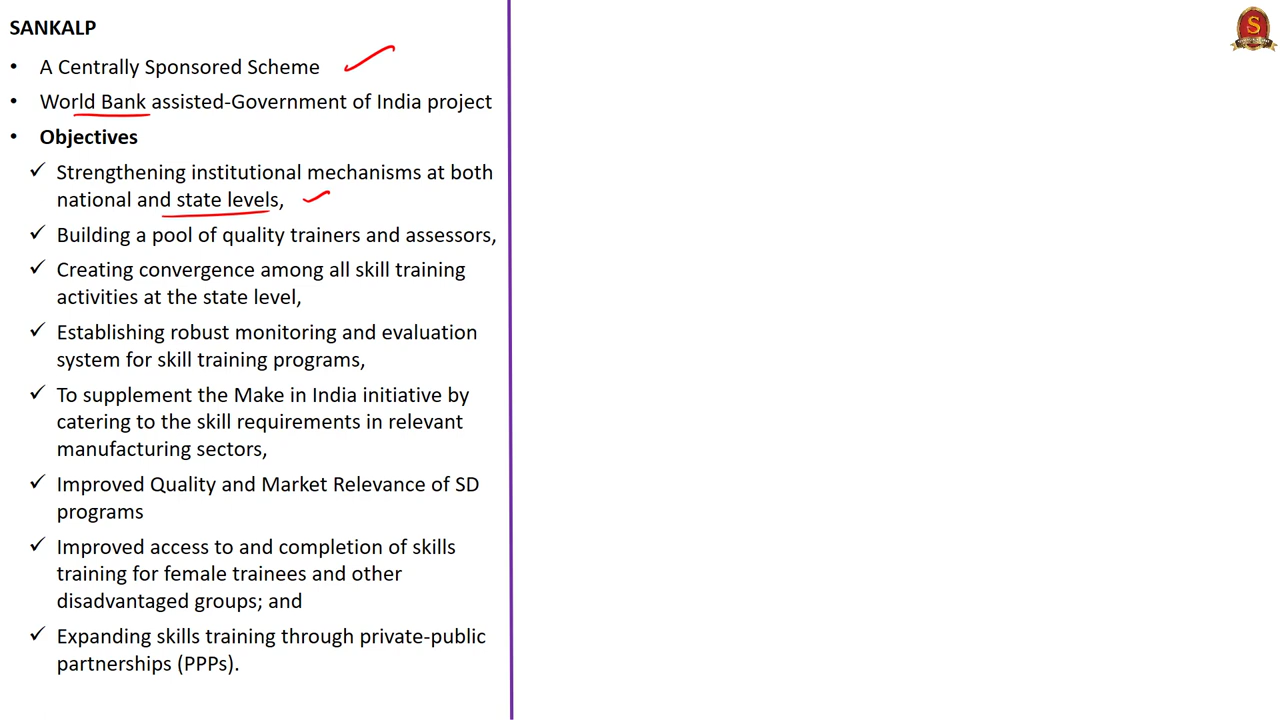 SANKALP
• A Centrally Sponsored Scheme
• World Bank assisted-Government of India project
• Objectives
✓ Strengthening institutional mechanisms at both
national and state levels,
✓ Building a pool of quality trainers and assessors,
✓ Creating convergence among all skill training
activities at the state level,
✓ Establishing robust monitoring and evaluation
system for skill training programs,
✓ To supplement the Make in India initiative by
catering to the skill requirements in relevant
manufacturing sectors,
✓ Improved Quality and Market Relevance of SD
programs
✓ Improved access to and completion of skills
training for female trainees and other
disadvantaged groups; and
✓ Expanding skills training through private-public
partnerships (PPPs).
S